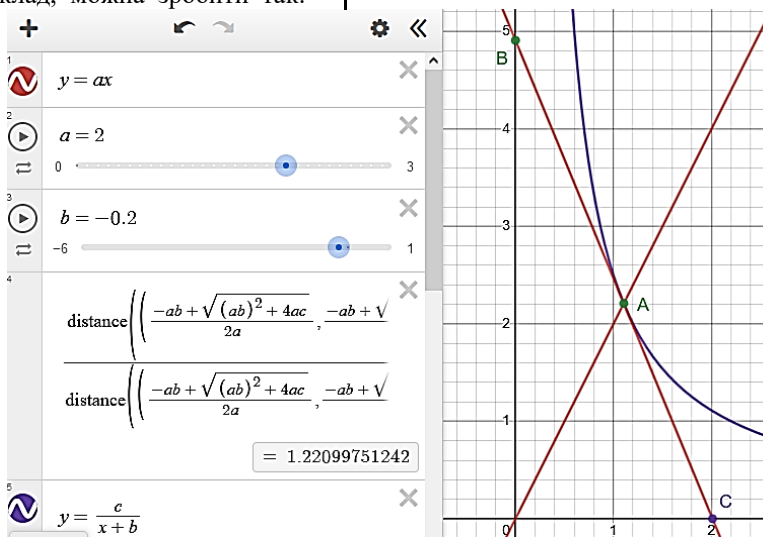 можна зробити так:
1
y = ax
2
a = 2
0
3
3
b = −0.2
−6
1
4
distance((−ab + √((ab)² + 4ac) / 2a, −ab + √
distance((−ab + √((ab)² + 4ac) / 2a, −ab + √
= 1.22099751242
5
y = c / (x + b)
5
B
4
3
A
2
1
C
0
1
2